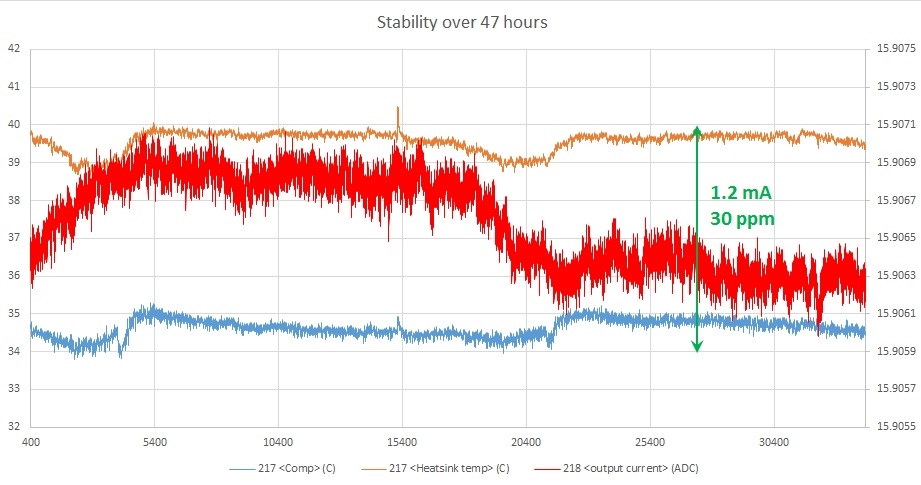 Stability over 47 hours
42 15.9075
41 15.9073
40 15.9071
39 15.9069
38 15.9067
37 15.9065
36 15.9063
35 15.9061
34 15.9059
33 15.9057
32 15.9055
1.2 mA
30 ppm
400 5400 10400 15400 20400 25400 30400
217 <Comp> (C) 217 <Heatsink temp> (C) 218 <output current> (ADC)